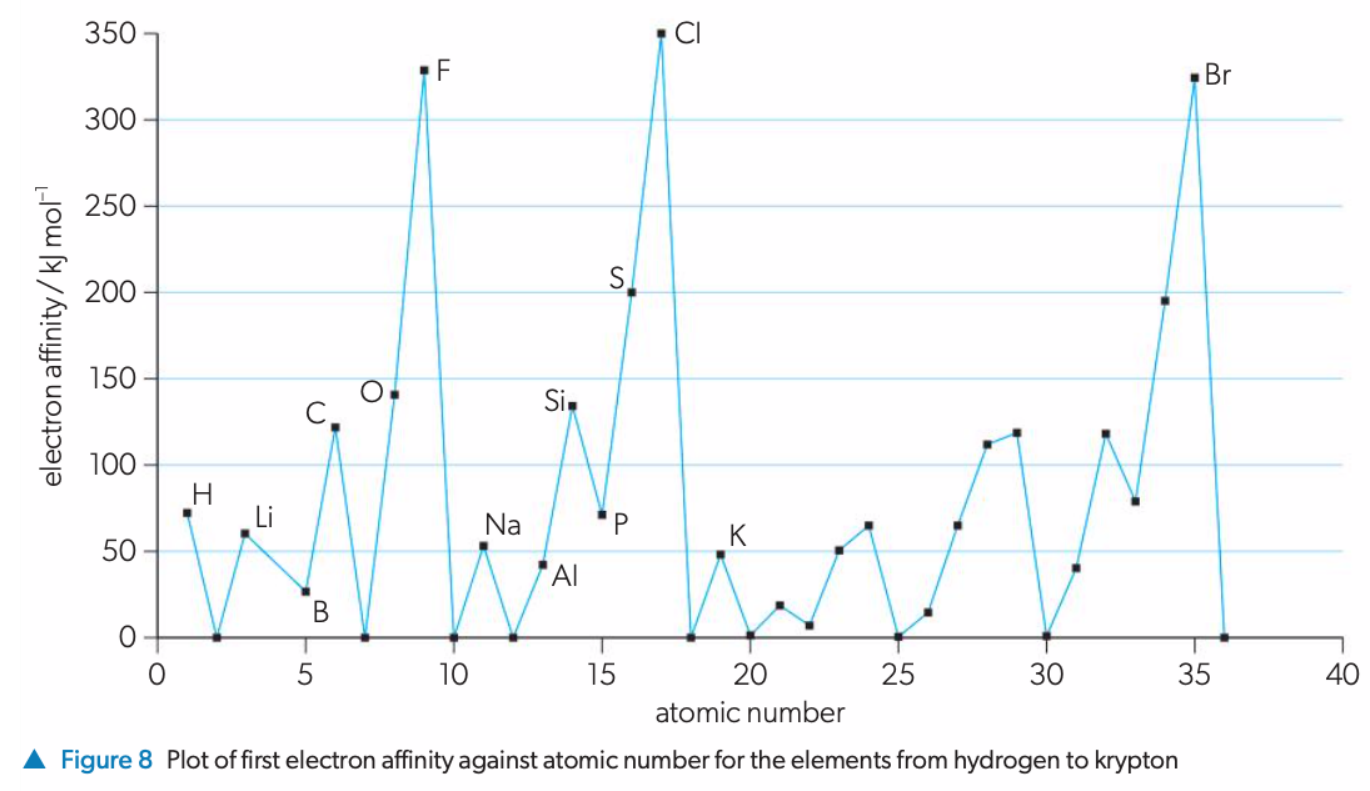 350
Cl
F
Br
300
250
S
200
150
O
Si
C
100
H
Li
Na
P
K
50
Al
B
0
electron affinity / kJ mol⁻¹
0 5 10 15 20 25 30 35 40
atomic number
▲ Figure 8 Plot of first electron affinity against atomic number for the elements from hydrogen to krypton